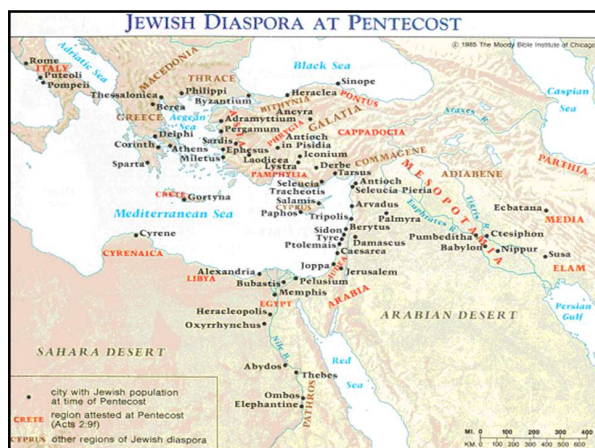 JEWISH DIASPORA AT PENTECOST
© 1985 The Moody Bible Institute of Chicago
Rome
ITALY
Puteoli
Pompeii
Adriatic Sea
MACEDONIA
THRACE
Black Sea
Sinope
Caspian Sea
Thessalonica
Philippi
Byzantium
Heraclea
PONTUS
BITHYNIA
Berea
Aegean Sea
Adramyttium
Ancyra
GALATIA
Araxes R.
GREECE
Pergamum
ASIA
PHRYGIA
CAPPADOCIA
Delphi
Sardis
Antioch in Pisidia
Corinth
Athens
Ephesus
Iconium
COMMAGENE
PARTHIA
Sparta
Miletus
Laodicea
Lystra
Derbe
ADIABENE
PAMPHYLIA
Tarsus
MESOPOTAMIA
CRETE
Gortyna
Seleucia Tracheotis
Antioch
Seleucia Pieria
Salamis
CYPRUS
Arvadus
Tigris R.
Ecbatana
Mediterranean Sea
Paphos
Tripolis
Palmyra
Euphrates R.
MEDIA
Cyrene
Sidon
Berytus
Pumbeditha
Ctesiphon
Tyre
Damascus
Ptolemais
Caesarea
Babylon
Nippur
Susa
CYRENAICA
Joppa
Jerusalem
JUDEA
ELAM
LIBYA
Alexandria
Pelusium
Bubastis
ARABIA
Memphis
EGYPT
Persian Gulf
Heracleopolis
ARABIAN DESERT
Oxyrrhynchus
SAHARA DESERT
Nile R.
Red Sea
Abydos
Thebes
Ombos
Elephantine
PATHROS
• city with Jewish population at time of Pentecost
CRETE region attested at Pentecost (Acts 2:9f)
CYPRUS other regions of Jewish diaspora
MI. 0 100 200 300 400
KM. 0 100 200 300 400 500 600